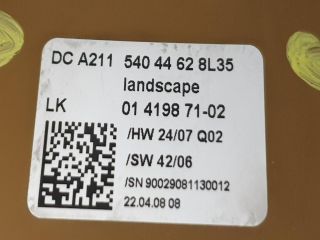 DC A211 540 44 62 8L35
landscape
LK 01 4198 71-02
/HW 24/07 Q02
/SW 42/06
/SN 90029081130012
22.04.08 08